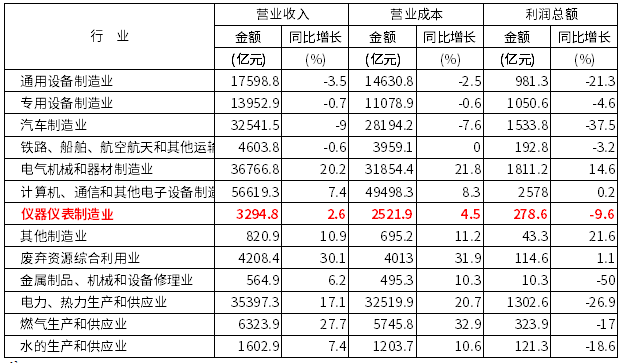 行 业 营业收入 营业成本 利润总额
金额 同比增长 金额 同比增长 金额 同比增长
(亿元) (%) (亿元) (%) (亿元) (%)
通用设备制造业 17598.8 -3.5 14630.8 -2.5 981.3 -21.3
专用设备制造业 13952.9 -0.7 11078.9 -0.6 1050.6 -4.6
汽车制造业 32541.5 -9 28194.2 -7.6 1533.8 -37.5
铁路、船舶、航空航天和其他运输 4603.8 -0.6 3959.1 0 192.8 -3.2
电气机械和器材制造业 36766.8 20.2 31854.4 21.8 1811.2 14.6
计算机、通信和其他电子设备制造 56619.3 7.4 49498.3 8.3 2578 0.2
仪器仪表制造业 3294.8 2.6 2521.9 4.5 278.6 -9.6
其他制造业 820.9 10.9 695.2 11.2 43.3 21.6
废弃资源综合利用业 4208.4 30.1 4013 31.9 114.6 1.1
金属制品、机械和设备修理业 564.9 6.2 495.3 10.3 10.3 -50
电力、热力生产和供应业 35397.3 17.1 32519.9 20.7 1302.6 -26.9
燃气生产和供应业 6323.9 27.7 5745.8 32.9 323.9 -17
水的生产和供应业 1602.9 7.4 1203.7 10.6 121.3 -18.6